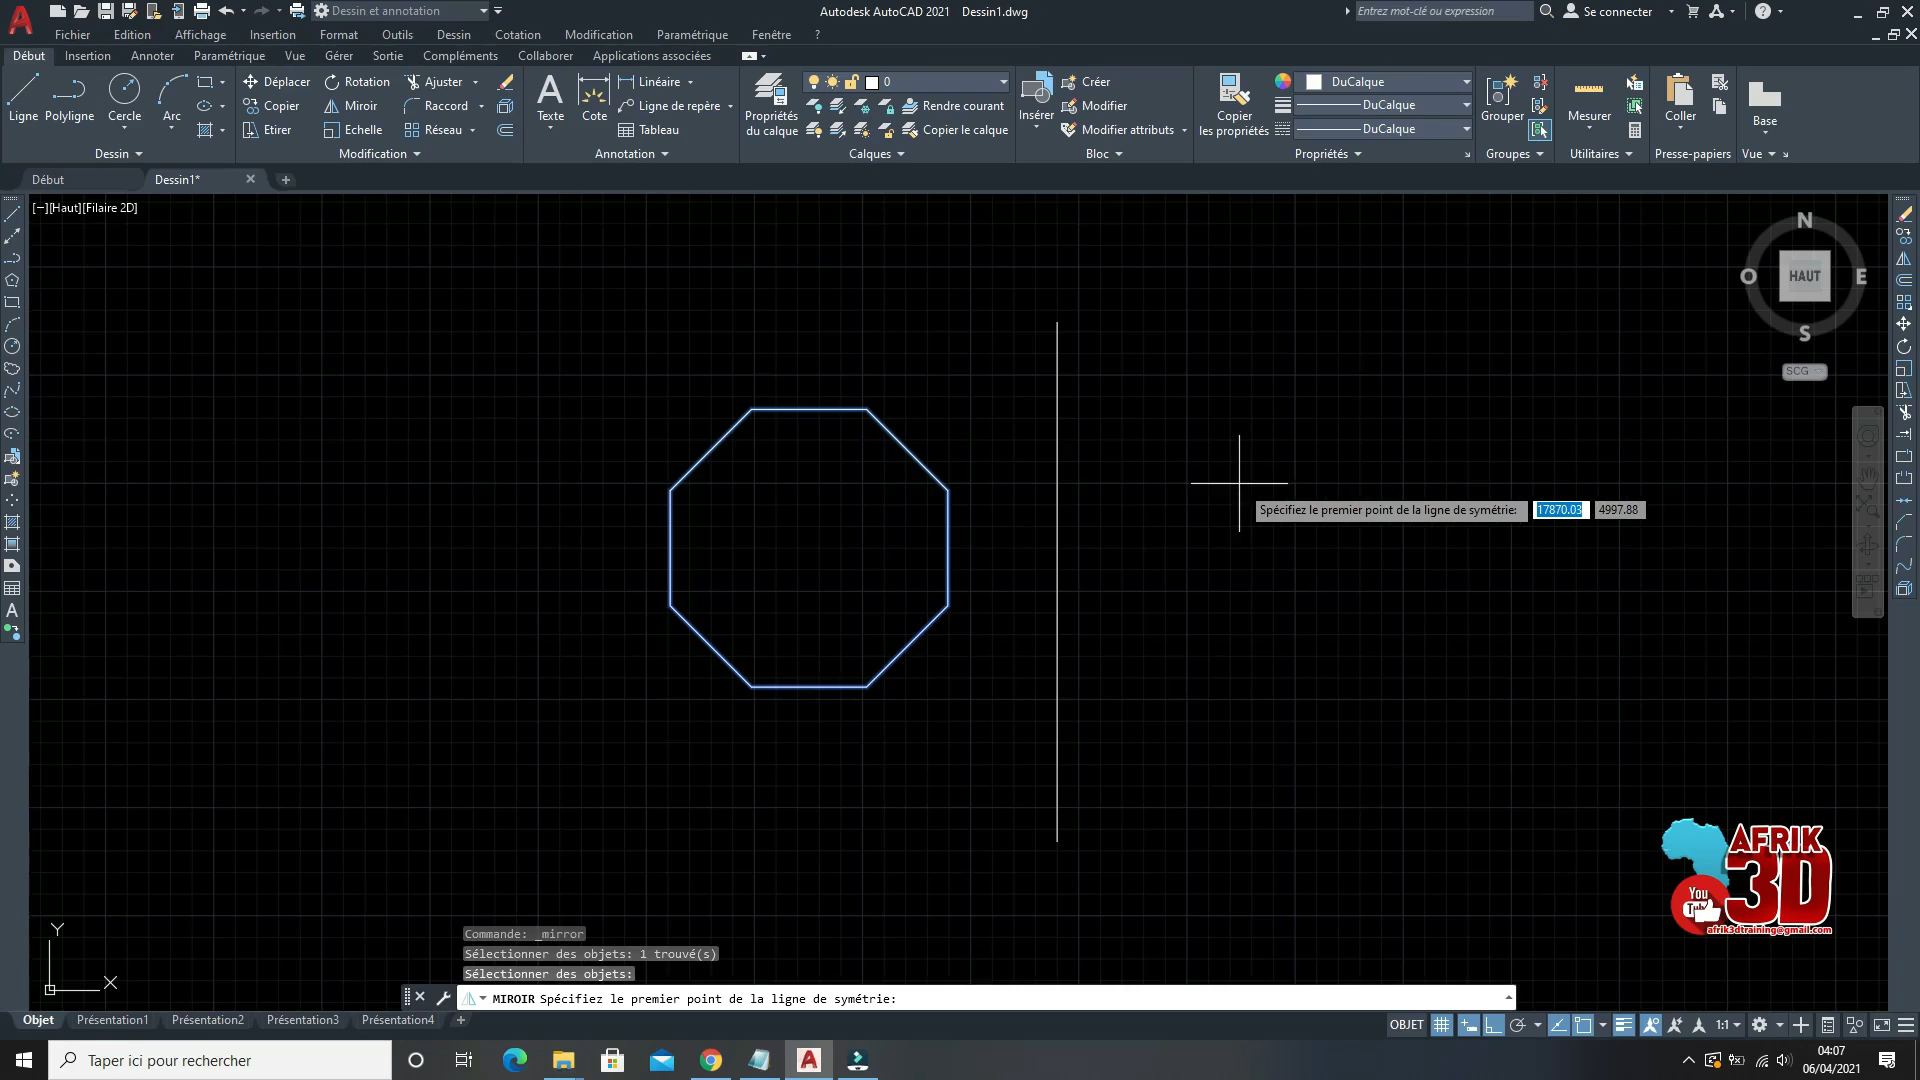 Dessin et annotation
Autodesk AutoCAD 2021 Dessin1.dwg
Entrez mot-clé ou expression
Se connecter
Fichier Edition Affichage Insertion Format Outils Dessin Cotation Modification Paramétrique Fenêtre ?
Début Insertion Annoter Paramétrique Vue Gérer Sortie Compléments Collaborer Applications associées
Ligne Polyligne Cercle Arc
Déplacer Rotation Ajuster
Copier Miroir Raccord
Etirer Echelle Réseau
Texte Cote
Linéaire
Ligne de repère
Tableau
Propriétés
du calque
0
Rendre courant
Copier le calque
Insérer
Créer
Modifier
Modifier attributs
Copier
les propriétés
DuCalque
DuCalque
DuCalque
Grouper
Mesurer
Coller
Base
Dessin Modification Annotation Calques Bloc Propriétés Groupes Utilitaires Presse-papiers Vue
Début
Dessin1*
[−][Haut][Filaire 2D]
N
O HAUT E
S
SCG
Spécifiez le premier point de la ligne de symétrie: 17870.03 4997.88
AFRIK
3D
You
Tube
afrik3dtraining@gmail.com
Y
X
Commande: _mirror
Sélectionner des objets: 1 trouvé(s)
Sélectionner des objets:
MIROIR Spécifiez le premier point de la ligne de symétrie:
Objet Présentation1 Présentation2 Présentation3 Présentation4 +
OBJET
1:1
Taper ici pour rechercher
04:07
06/04/2021